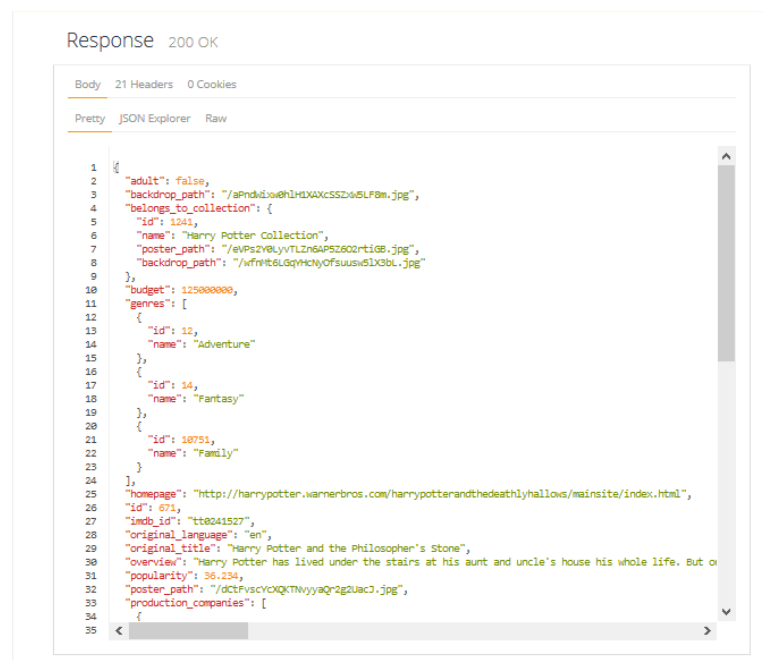 Response 200 OK
Body 21 Headers 0 Cookies
Pretty JSON Explorer Raw
1 {
2 "adult": false,
3 "backdrop_path": "/aPndWixw0hlH1XAXcSSZxW5LF8m.jpg",
4 "belongs_to_collection": {
5 "id": 1241,
6 "name": "Harry Potter Collection",
7 "poster_path": "/eVPs2Y0LyvTLZn6AP5Z6O2rtiGB.jpg",
8 "backdrop_path": "/wfnMt6LGqYHcNyOfsuusw5lX3bL.jpg"
9 },
10 "budget": 125000000,
11 "genres": [
12 {
13 "id": 12,
14 "name": "Adventure"
15 },
16 {
17 "id": 14,
18 "name": "Fantasy"
19 },
20 {
21 "id": 10751,
22 "name": "Family"
23 }
24 ],
25 "homepage": "http://harrypotter.warnerbros.com/harrypotterandthedeathlyhallows/mainsite/index.html",
26 "id": 671,
27 "imdb_id": "tt0241527",
28 "original_language": "en",
29 "original_title": "Harry Potter and the Philosopher's Stone",
30 "overview": "Harry Potter has lived under the stairs at his aunt and uncle's house his whole life. But
31 "popularity": 36.234,
32 "poster_path": "/dCtFvscYcXQKTNvyyaQr2g2UacJ.jpg",
33 "production_companies": [
34 {
35